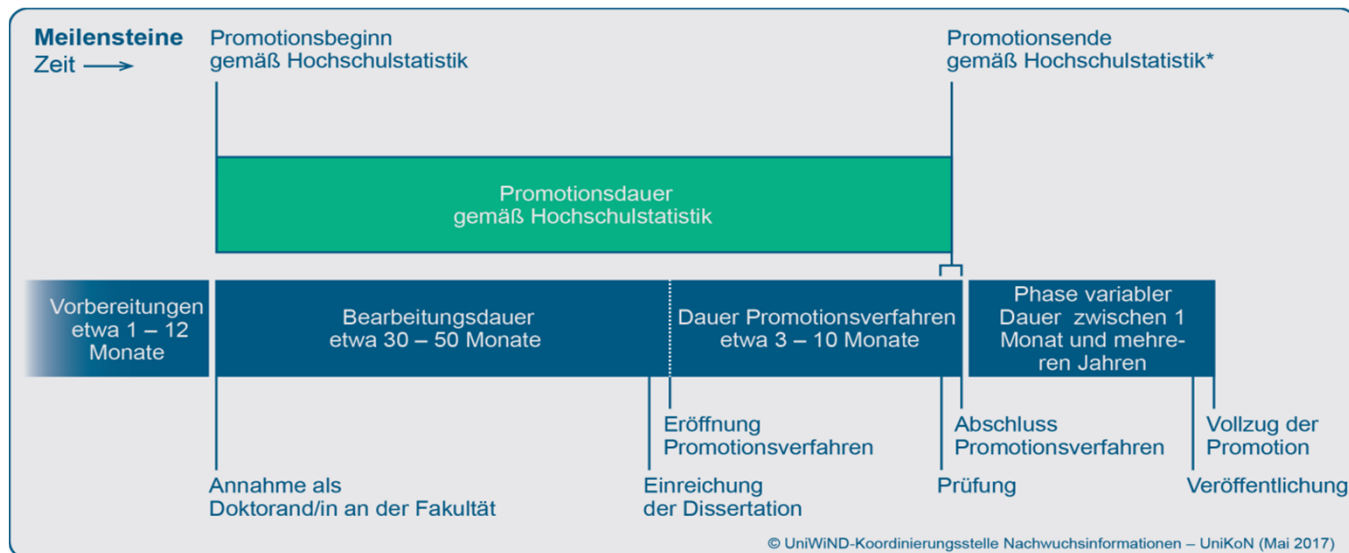 Meilensteine
Zeit →
Promotionsbeginn
gemäß Hochschulstatistik
Promotionsende
gemäß Hochschulstatistik*
Promotionsdauer
gemäß Hochschulstatistik
Vorbereitungen
etwa 1 – 12
Monate
Bearbeitungsdauer
etwa 30 – 50 Monate
Dauer Promotionsverfahren
etwa 3 – 10 Monate
Phase variabler
Dauer zwischen 1
Monat und mehre-
ren Jahren
Eröffnung
Promotionsverfahren
Abschluss
Promotionsverfahren
Vollzug der
Promotion
Annahme als
Doktorand/in an der Fakultät
Einreichung
der Dissertation
Prüfung
Veröffentlichung
© UniWiND-Koordinierungsstelle Nachwuchsinformationen – UniKoN (Mai 2017)